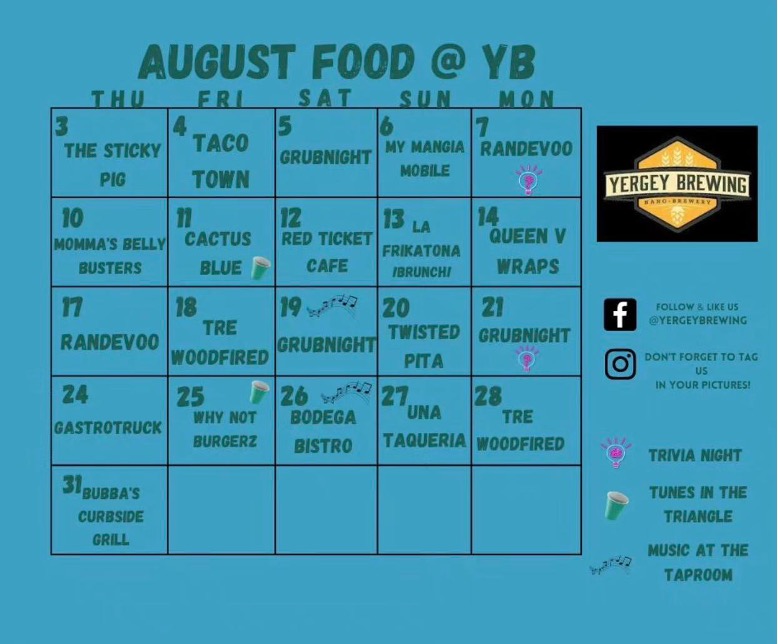 AUGUST FOOD @ YB
THU FRI SAT SUN MON
3
THE STICKY
PIG
4
TACO
TOWN
5
GRUBNIGHT
6
MY MANGIA
MOBILE
7
RANDEVOO
10
MOMMA'S BELLY
BUSTERS
11
CACTUS
BLUE
12
RED TICKET
CAFE
13
LA
FRIKATONA
/BRUNCH/
14
QUEEN V
WRAPS
17
RANDEVOO
18
TRE
WOODFIRED
19
GRUBNIGHT
20
TWISTED
PITA
21
GRUBNIGHT
24
GASTROTRUCK
25
WHY NOT
BURGERZ
26
BODEGA
BISTRO
27
UNA
TAQUERIA
28
TRE
WOODFIRED
31
BUBBA'S
CURBSIDE
GRILL
YERGEY BREWING
NANO-BREWERY
FOLLOW & LIKE US
@YERGEYBREWING
DON'T FORGET TO TAG
US
IN YOUR PICTURES!
TRIVIA NIGHT
TUNES IN THE
TRIANGLE
MUSIC AT THE
TAPROOM